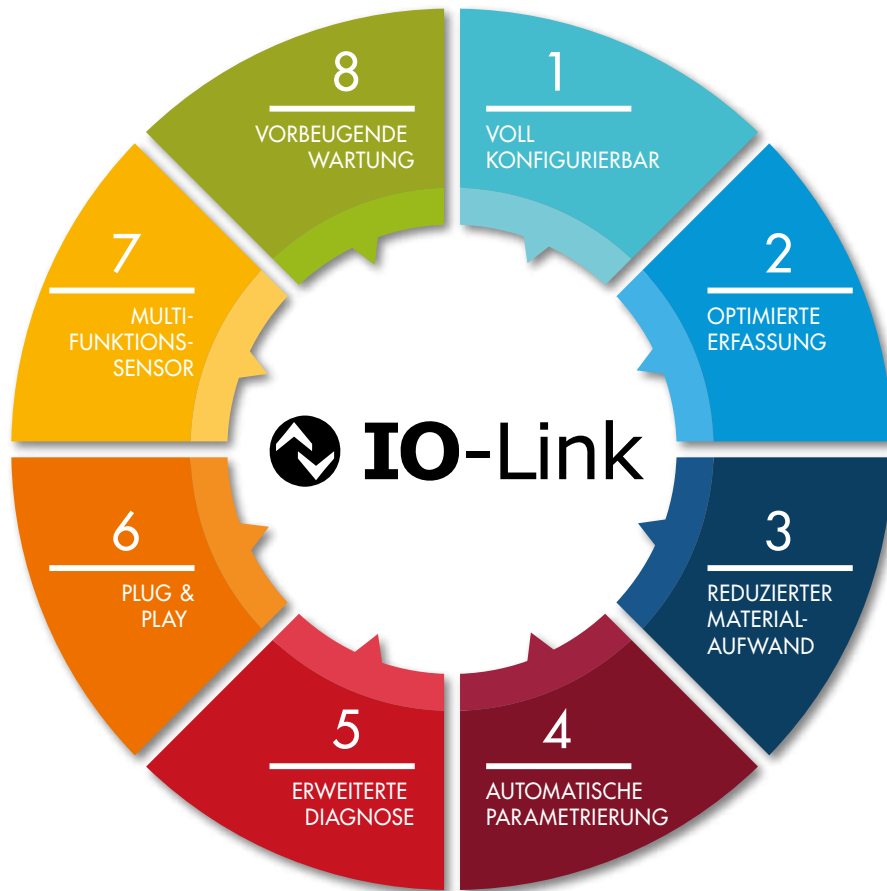 1
VOLL
KONFIGURIERBAR
2
OPTIMIERTE
ERFASSUNG
3
REDUZIERTER
MATERIAL-
AUFWAND
4
AUTOMATISCHE
PARAMETRIERUNG
5
ERWEITERTE
DIAGNOSE
6
PLUG &
PLAY
7
MULTI-
FUNKTIONS-
SENSOR
8
VORBEUGENDE
WARTUNG
IO-Link